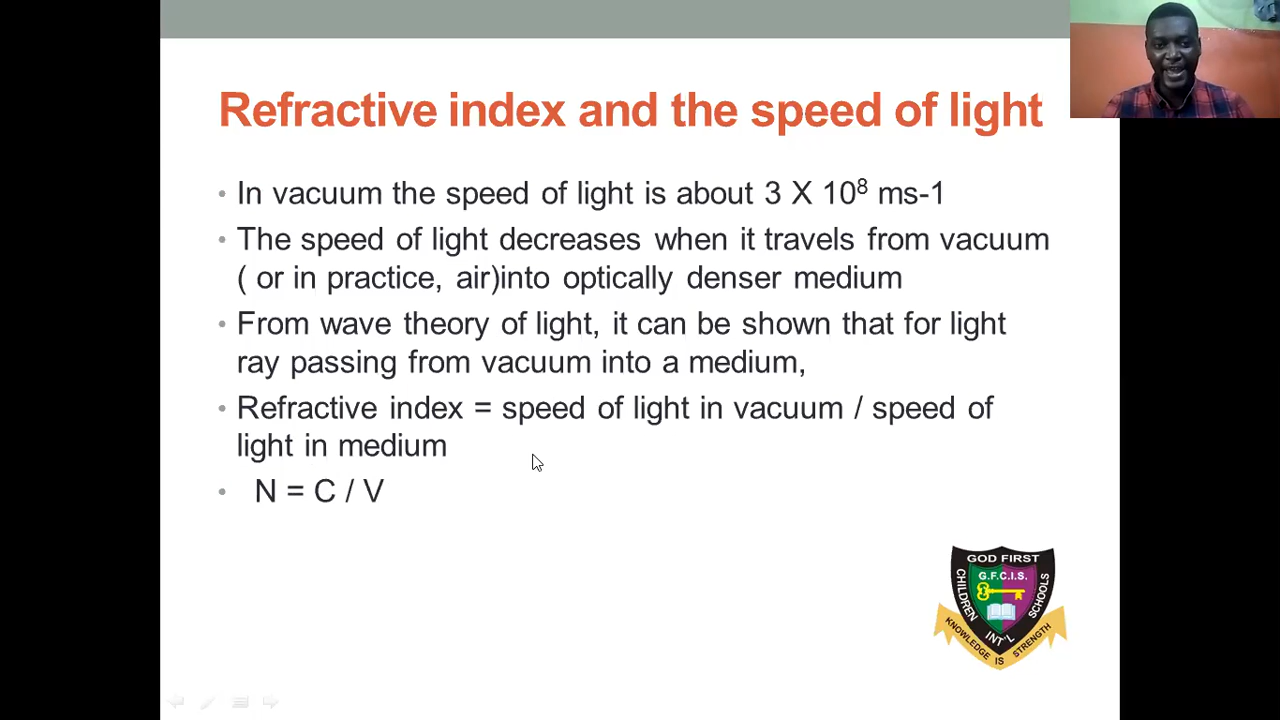 Refractive index and the speed of light
• In vacuum the speed of light is about 3 X 10⁸ ms-1
• The speed of light decreases when it travels from vacuum
( or in practice, air)into optically denser medium
• From wave theory of light, it can be shown that for light
ray passing from vacuum into a medium,
• Refractive index = speed of light in vacuum / speed of
light in medium
• N = C / V
GOD FIRST
G.F.C.I.S.
CHILDREN
INT'L
SCHOOLS
KNOWLEDGE IS STRENGTH